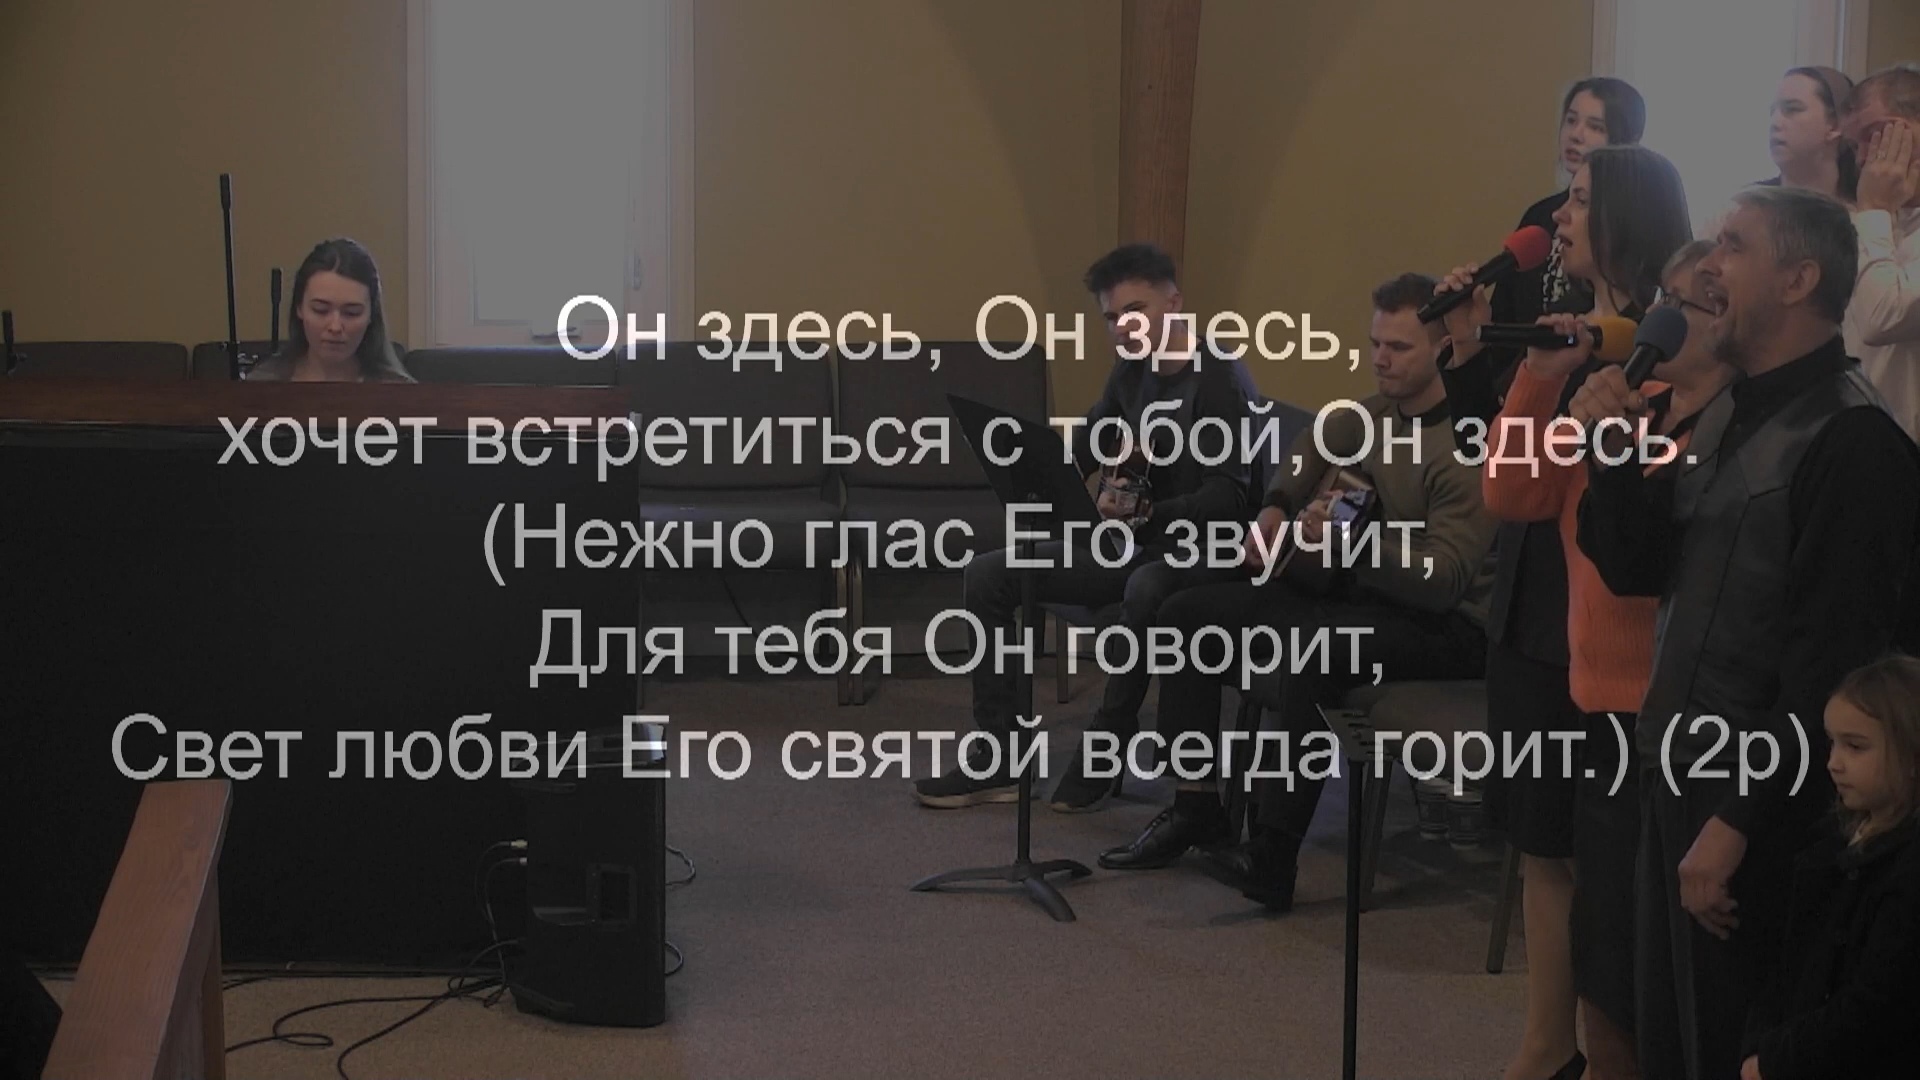 Он здесь, Он здесь,
хочет встретиться с тобой,Он здесь.
(Нежно глас Его звучит,
Для тебя Он говорит,
Свет любви Его святой всегда горит.) (2р)